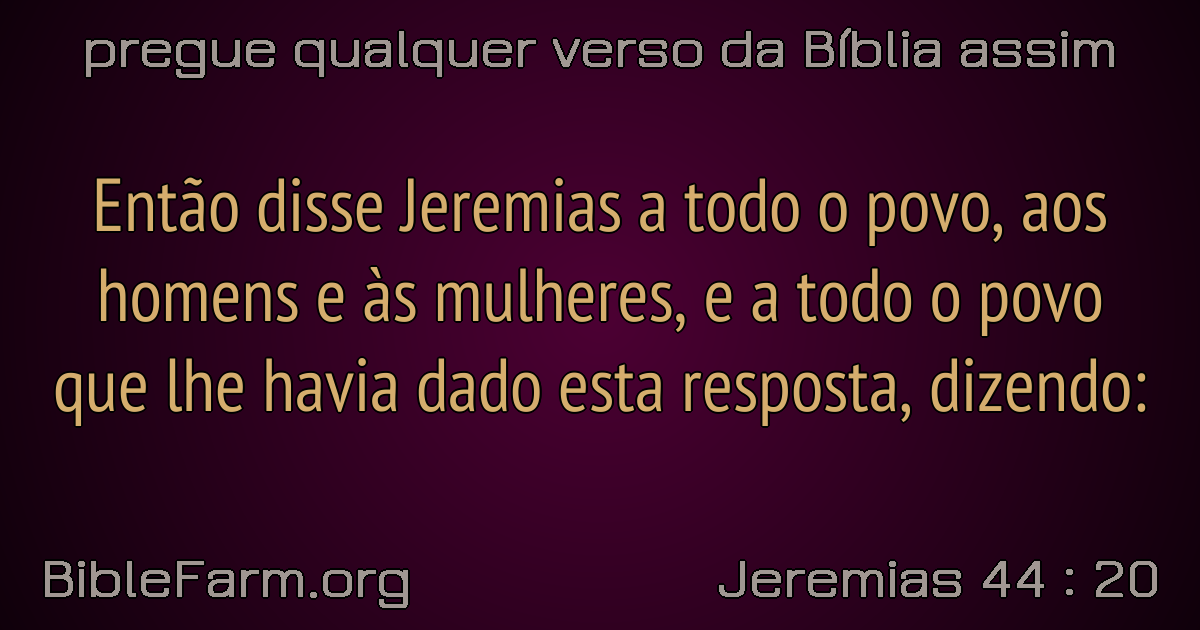 pregue qualquer verso da Bíblia assim
Então disse Jeremias a todo o povo, aos
homens e às mulheres, e a todo o povo
que lhe havia dado esta resposta, dizendo:
BibleFarm.org
Jeremias 44 : 20